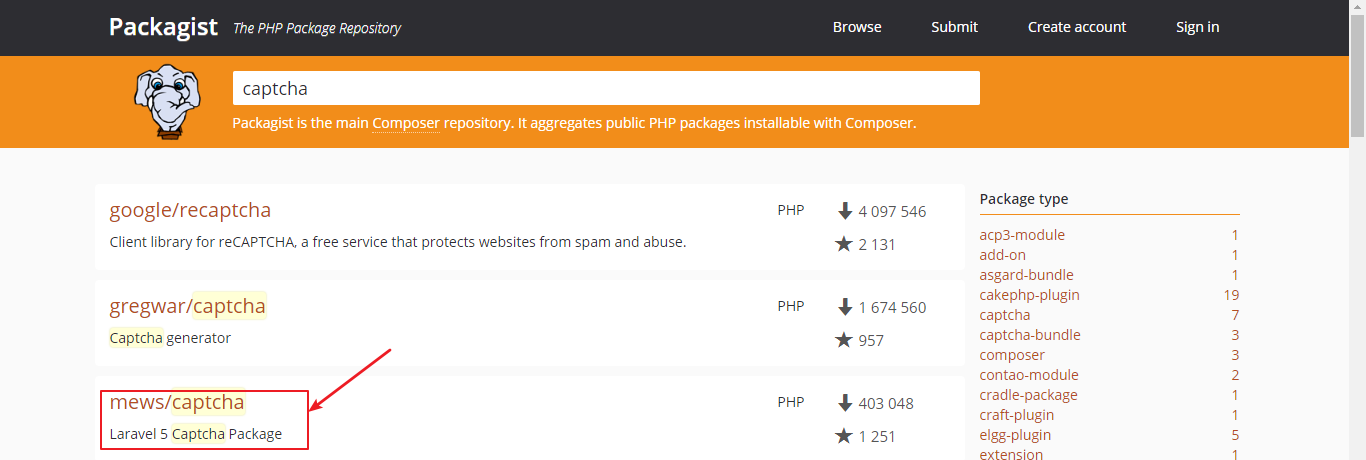 Packagist The PHP Package Repository Browse Submit Create account Sign in
captcha
Packagist is the main Composer repository. It aggregates public PHP packages installable with Composer.
google/recaptcha PHP 4 097 546
Client library for reCAPTCHA, a free service that protects websites from spam and abuse. 2 131
gregwar/captcha PHP 1 674 560
Captcha generator 957
mews/captcha PHP 403 048
Laravel 5 Captcha Package 1 251
Package type
acp3-module 1
add-on 1
asgard-bundle 1
cakephp-plugin 19
captcha 7
captcha-bundle 3
composer 3
contao-module 2
cradle-package 1
craft-plugin 1
elgg-plugin 5
extension 1